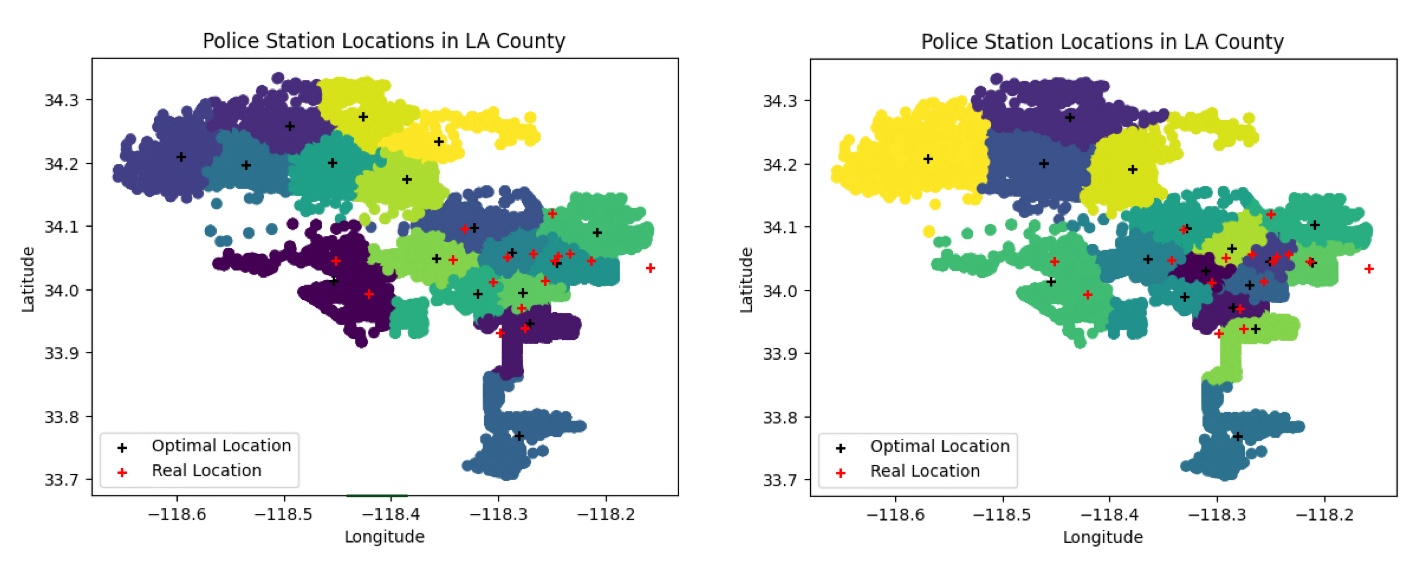 Police Station Locations in LA County
34.3
34.2
34.1
34.0
33.9
33.8
33.7
Latitude
Optimal Location
Real Location
−118.6
−118.5
−118.4
−118.3
−118.2
Longitude
Police Station Locations in LA County
34.3
34.2
34.1
34.0
33.9
33.8
33.7
Latitude
Optimal Location
Real Location
−118.6
−118.5
−118.4
−118.3
−118.2
Longitude